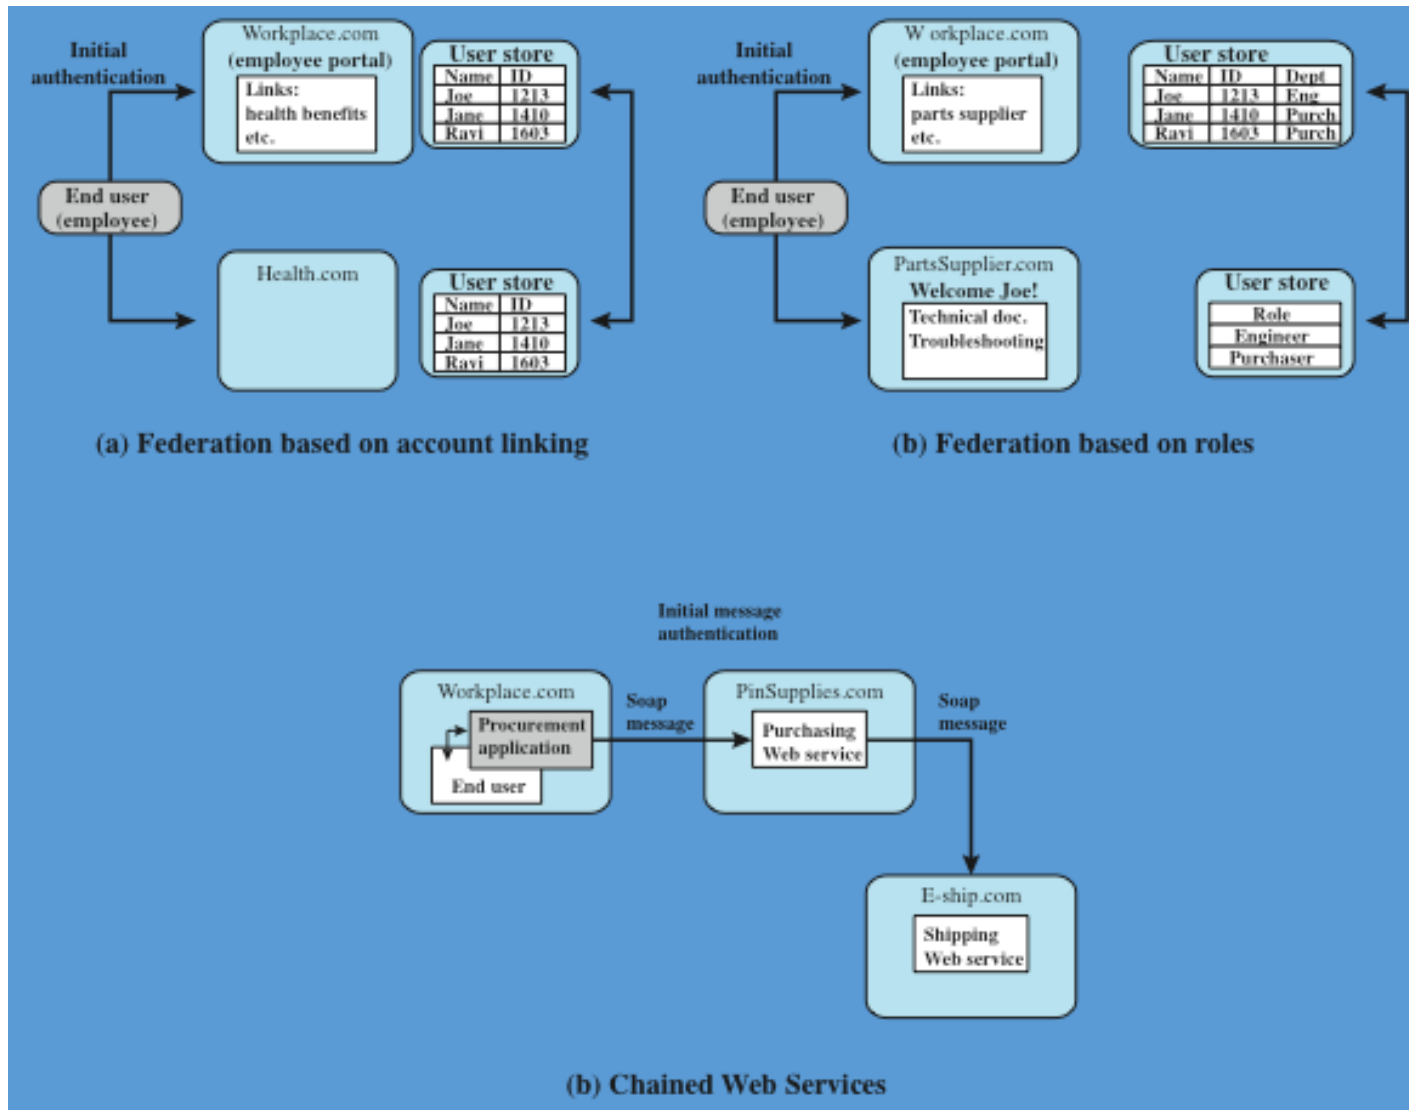 Initial
authentication
Workplace.com
(employee portal)
Links:
health benefits
etc.
User store
Name ID
Joe 1213
Jane 1410
Ravi 1603
End user
(employee)
Health.com
User store
Name ID
Joe 1213
Jane 1410
Ravi 1603
(a) Federation based on account linking
Initial
authentication
W orkplace.com
(employee portal)
Links:
parts supplier
etc.
User store
Name ID Dept
Joe 1213 Eng
Jane 1410 Purch
Ravi 1603 Purch
End user
(employee)
PartsSupplier.com
Welcome Joe!
Technical doc.
Troubleshooting
User store
Role
Engineer
Purchaser
(b) Federation based on roles
Initial message
authentication
Workplace.com
Procurement
application
End user
Soap
message
PinSupplies.com
Purchasing
Web service
Soap
message
E-ship.com
Shipping
Web service
(b) Chained Web Services